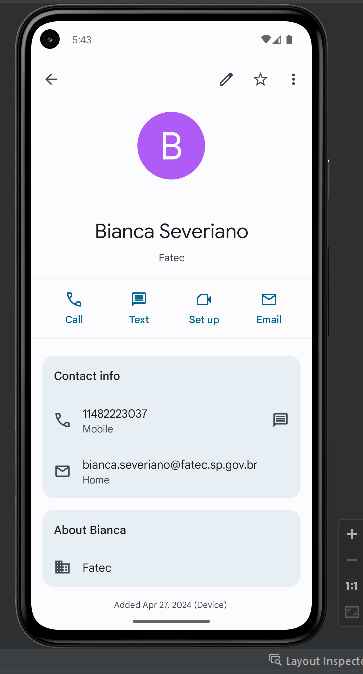 5:43
B
Bianca Severiano
Fatec
Call Text Set up Email
Contact info
11482223037
Mobile
bianca.severiano@fatec.sp.gov.br
Home
About Bianca
Fatec
Added Apr 27, 2024 (Device)
1:1
Layout Inspecto